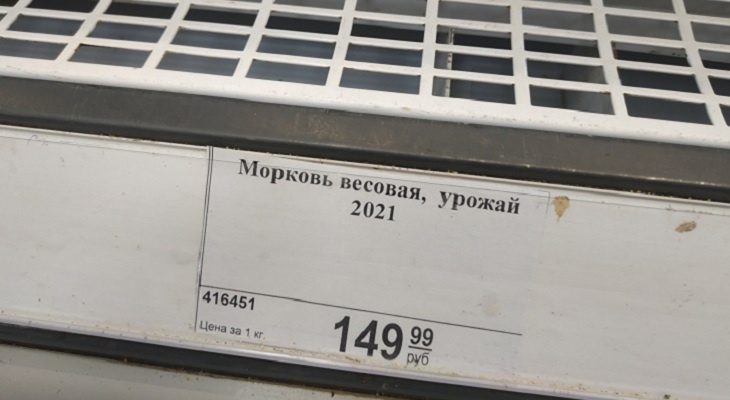 Морковь весовая, урожай
2021
416451
Цена за 1 кг
149 99
руб